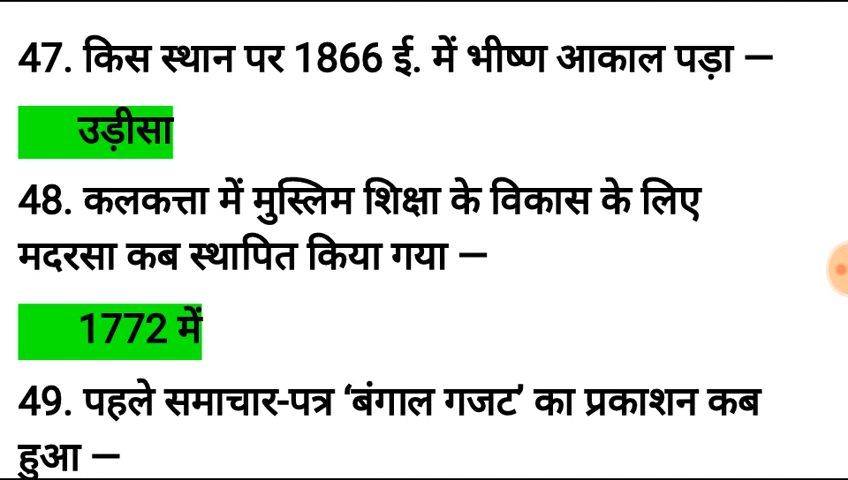 47. किस स्थान पर 1866 ई. में भीष्ण आकाल पड़ा —
उड़ीसा
48. कलकत्ता में मुस्लिम शिक्षा के विकास के लिए
मदरसा कब स्थापित किया गया —
1772 में
49. पहले समाचार-पत्र ‘बंगाल गजट’ का प्रकाशन कब
हुआ —